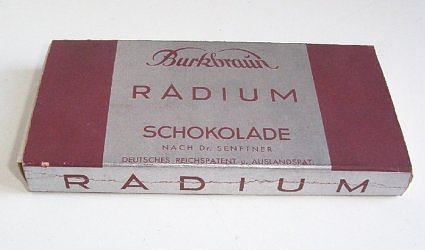 Burkbraun
RADIUM
SCHOKOLADE
NACH Dr. SENFTNER
DEUTSCHES REICHSPATENT u. AUSLANDSPAT.
RADIUM